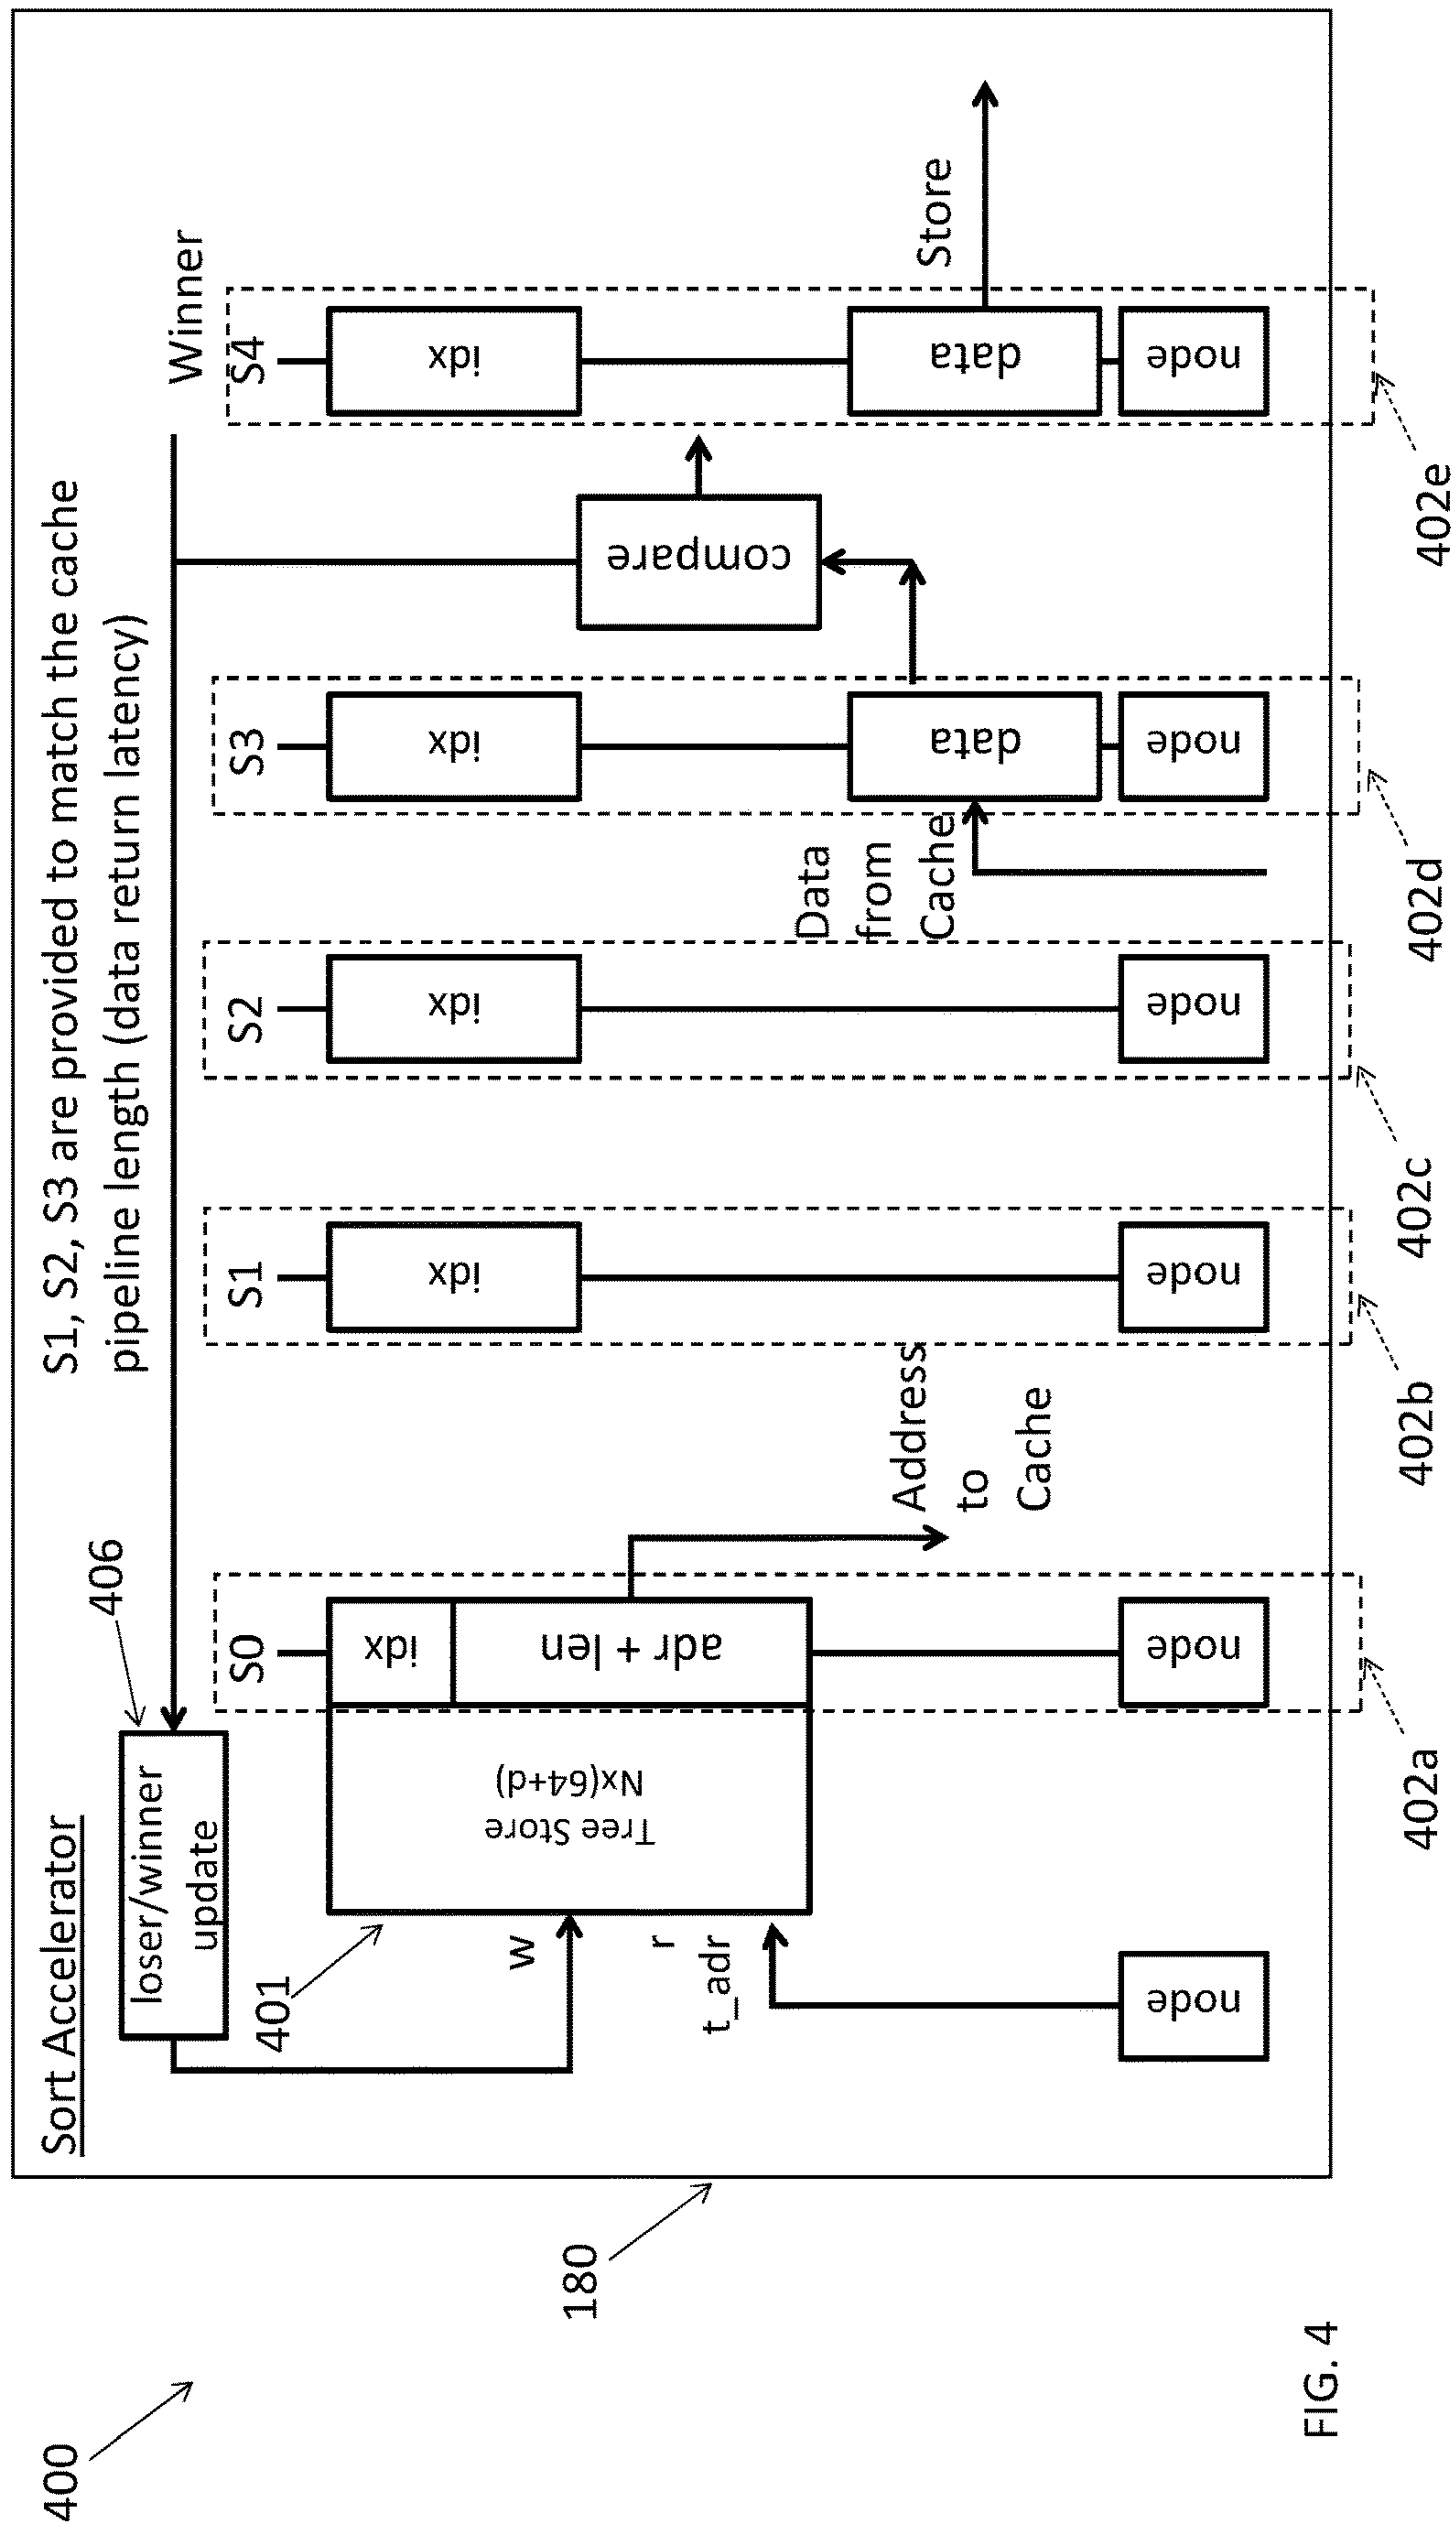 400
180
Sort Accelerator
S1, S2, S3 are provided to match the cache
pipeline length (data return latency)
406
loser/winner
update
Winner
401
w
r
t_adr
node
Tree Store
Nx(64+d)
S0
idx
adr + len
node
Address
to
Cache
S1
idx
node
S2
idx
node
Data
from
Cache
S3
idx
data
node
compare
S4
idx
data
node
Store
402a
402b
402c
402d
402e
FIG. 4